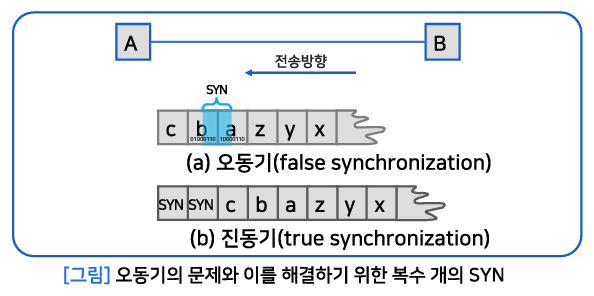 A B
전송방향
SYN
c b a z y x
01000110 10000110
(a) 오동기(false synchronization)
SYN SYN c b a z y x
(b) 진동기(true synchronization)
[그림] 오동기의 문제와 이를 해결하기 위한 복수 개의 SYN